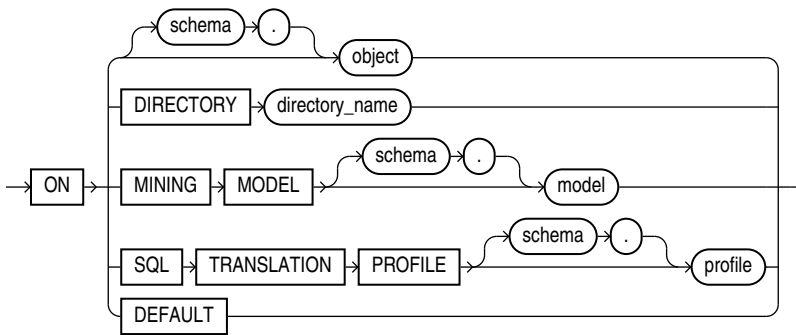 schema .
object
DIRECTORY directory_name
schema .
ON MINING MODEL model
schema .
SQL TRANSLATION PROFILE profile
DEFAULT